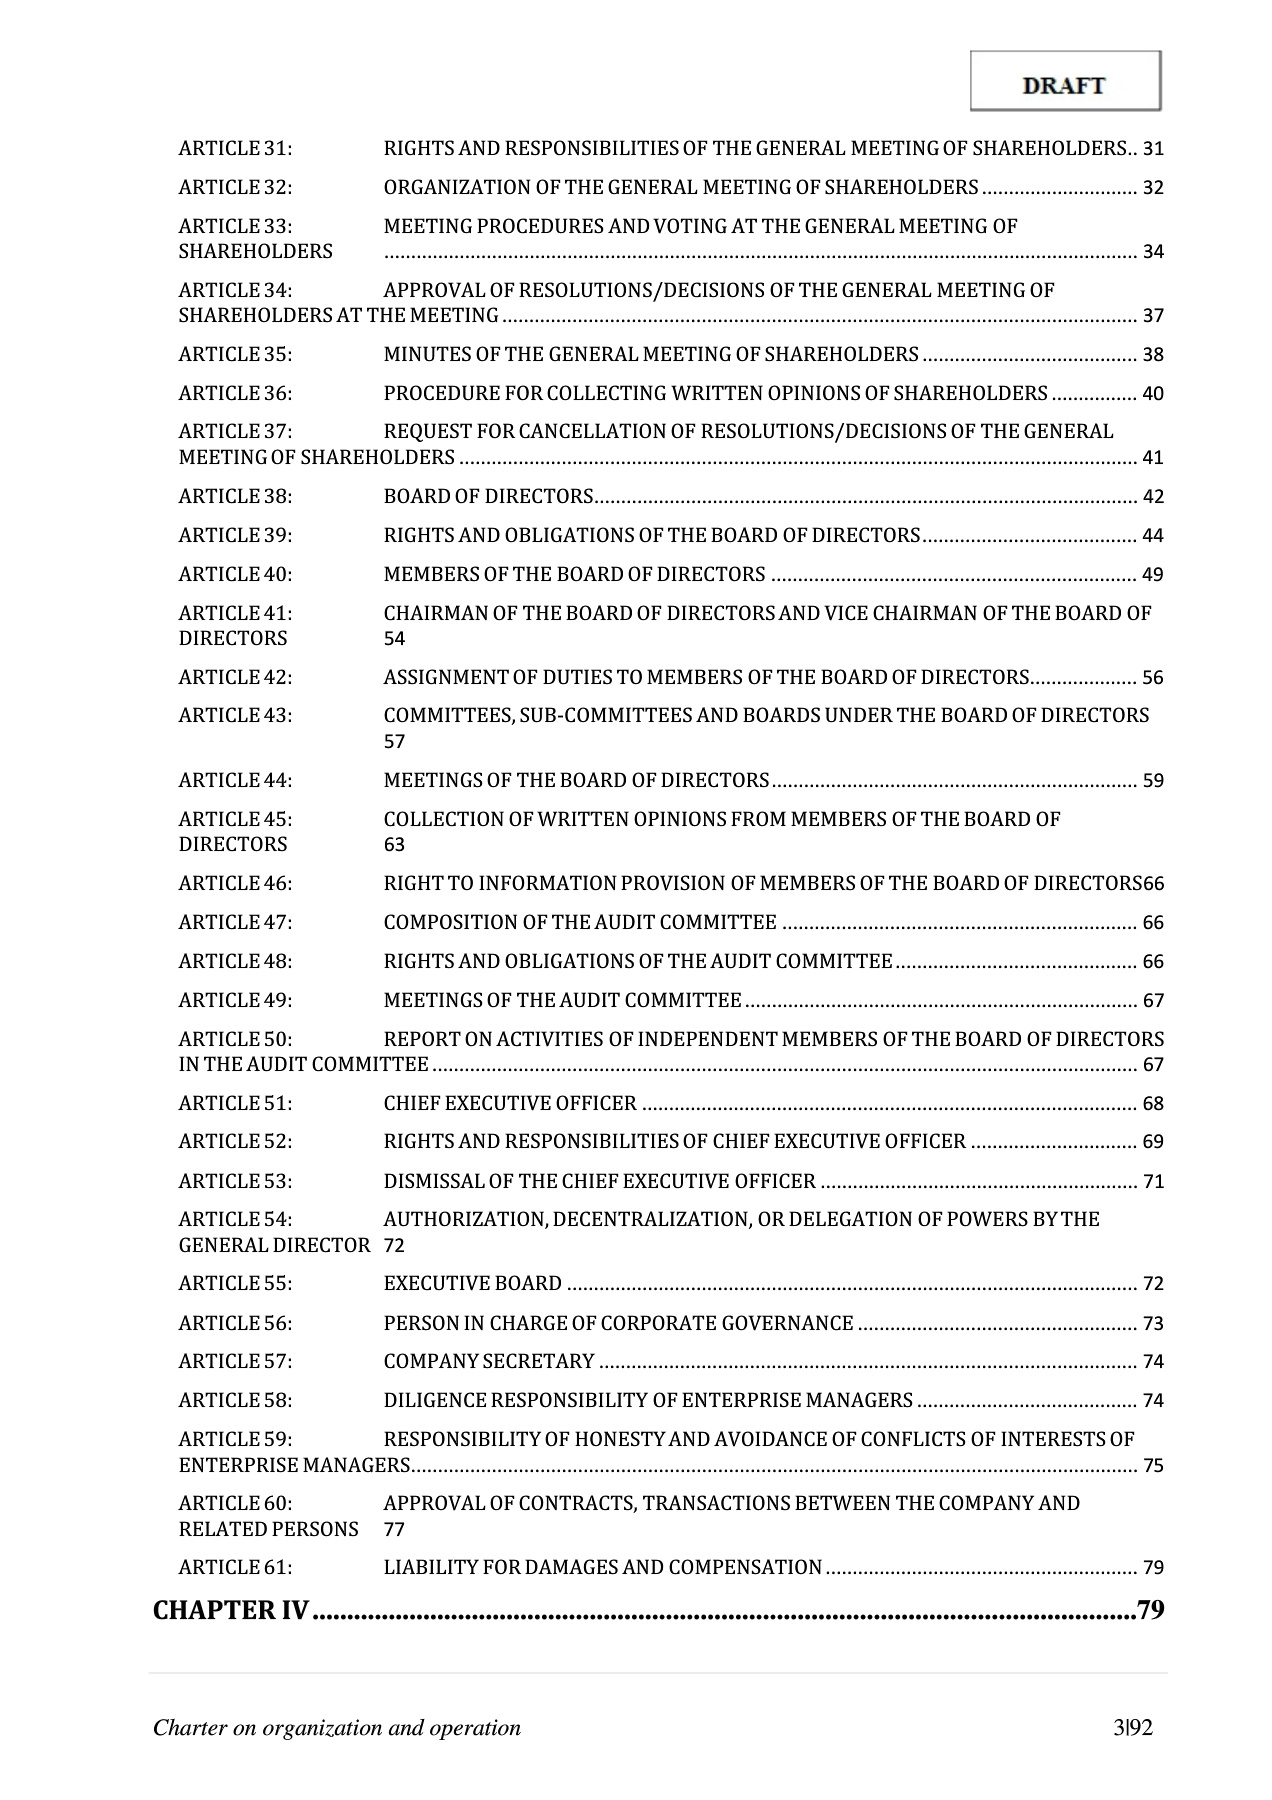 DRAFT
ARTICLE 31: RIGHTS AND RESPONSIBILITIES OF THE GENERAL MEETING OF SHAREHOLDERS.. 31
ARTICLE 32: ORGANIZATION OF THE GENERAL MEETING OF SHAREHOLDERS ............................. 32
ARTICLE 33: MEETING PROCEDURES AND VOTING AT THE GENERAL MEETING OF
SHAREHOLDERS ............................................................................................................................................. 34
ARTICLE 34: APPROVAL OF RESOLUTIONS/DECISIONS OF THE GENERAL MEETING OF
SHAREHOLDERS AT THE MEETING ....................................................................................................................... 37
ARTICLE 35: MINUTES OF THE GENERAL MEETING OF SHAREHOLDERS ........................................ 38
ARTICLE 36: PROCEDURE FOR COLLECTING WRITTEN OPINIONS OF SHAREHOLDERS ................ 40
ARTICLE 37: REQUEST FOR CANCELLATION OF RESOLUTIONS/DECISIONS OF THE GENERAL
MEETING OF SHAREHOLDERS ............................................................................................................................... 41
ARTICLE 38: BOARD OF DIRECTORS...................................................................................................... 42
ARTICLE 39: RIGHTS AND OBLIGATIONS OF THE BOARD OF DIRECTORS........................................ 44
ARTICLE 40: MEMBERS OF THE BOARD OF DIRECTORS .................................................................... 49
ARTICLE 41: CHAIRMAN OF THE BOARD OF DIRECTORS AND VICE CHAIRMAN OF THE BOARD OF
DIRECTORS 54
ARTICLE 42: ASSIGNMENT OF DUTIES TO MEMBERS OF THE BOARD OF DIRECTORS.................... 56
ARTICLE 43: COMMITTEES, SUB-COMMITTEES AND BOARDS UNDER THE BOARD OF DIRECTORS
57
ARTICLE 44: MEETINGS OF THE BOARD OF DIRECTORS.................................................................... 59
ARTICLE 45: COLLECTION OF WRITTEN OPINIONS FROM MEMBERS OF THE BOARD OF
DIRECTORS 63
ARTICLE 46: RIGHT TO INFORMATION PROVISION OF MEMBERS OF THE BOARD OF DIRECTORS66
ARTICLE 47: COMPOSITION OF THE AUDIT COMMITTEE .................................................................. 66
ARTICLE 48: RIGHTS AND OBLIGATIONS OF THE AUDIT COMMITTEE............................................. 66
ARTICLE 49: MEETINGS OF THE AUDIT COMMITTEE......................................................................... 67
ARTICLE 50: REPORT ON ACTIVITIES OF INDEPENDENT MEMBERS OF THE BOARD OF DIRECTORS
IN THE AUDIT COMMITTEE .................................................................................................................................... 67
ARTICLE 51: CHIEF EXECUTIVE OFFICER ............................................................................................ 68
ARTICLE 52: RIGHTS AND RESPONSIBILITIES OF CHIEF EXECUTIVE OFFICER ............................... 69
ARTICLE 53: DISMISSAL OF THE CHIEF EXECUTIVE OFFICER ........................................................... 71
ARTICLE 54: AUTHORIZATION, DECENTRALIZATION, OR DELEGATION OF POWERS BY THE
GENERAL DIRECTOR 72
ARTICLE 55: EXECUTIVE BOARD .......................................................................................................... 72
ARTICLE 56: PERSON IN CHARGE OF CORPORATE GOVERNANCE .................................................... 73
ARTICLE 57: COMPANY SECRETARY .................................................................................................... 74
ARTICLE 58: DILIGENCE RESPONSIBILITY OF ENTERPRISE MANAGERS ......................................... 74
ARTICLE 59: RESPONSIBILITY OF HONESTY AND AVOIDANCE OF CONFLICTS OF INTERESTS OF
ENTERPRISE MANAGERS........................................................................................................................................ 75
ARTICLE 60: APPROVAL OF CONTRACTS, TRANSACTIONS BETWEEN THE COMPANY AND
RELATED PERSONS 77
ARTICLE 61: LIABILITY FOR DAMAGES AND COMPENSATION .......................................................... 79
CHAPTER IV........................................................................................................................79
Charter on organization and operation 3|92